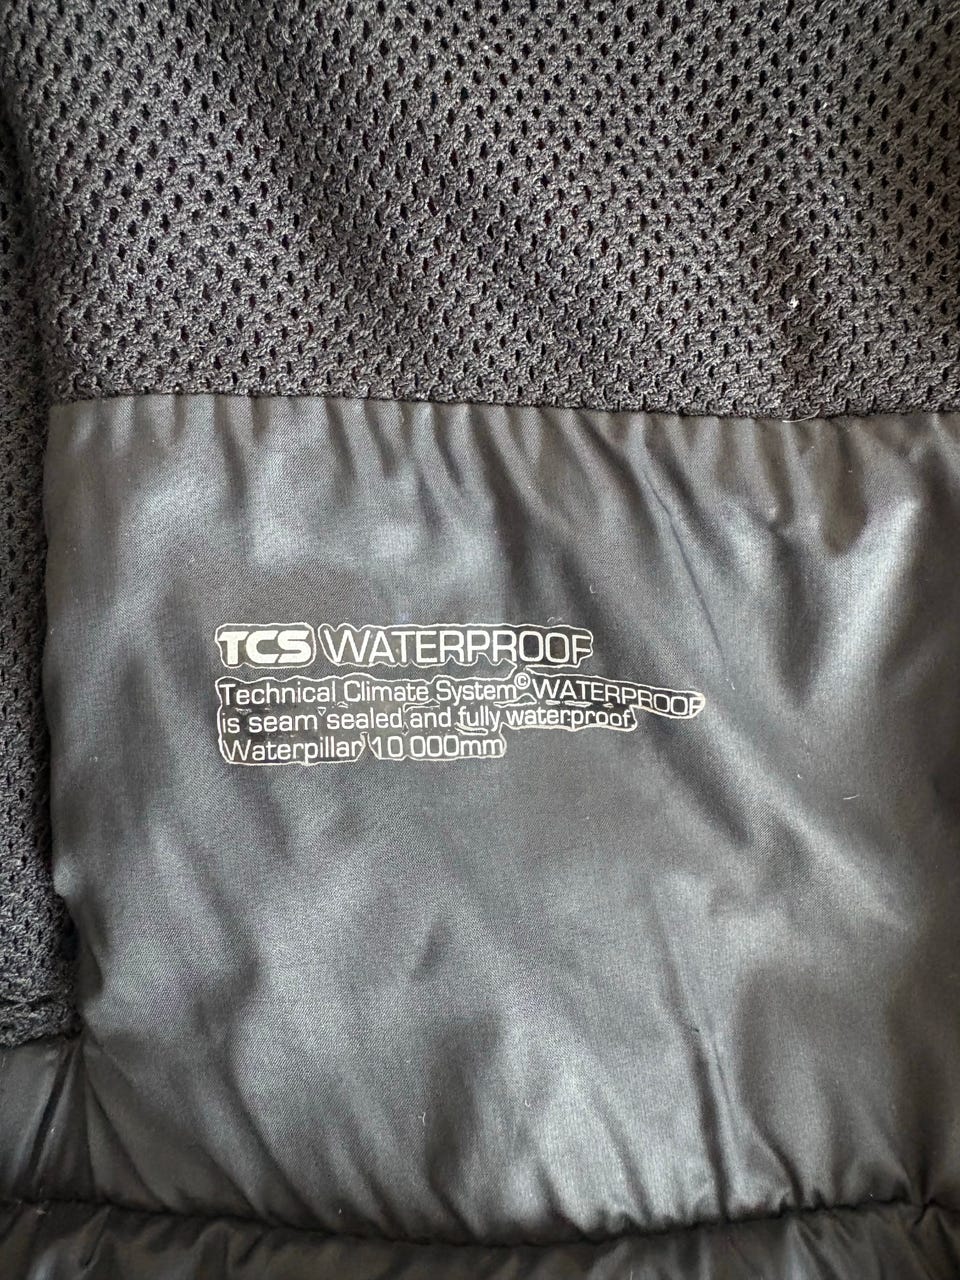 TCS WATERPROOF
Technical Climate System© WATERPROOF
is seam sealed and fully waterproof.
Waterpillar 10 000mm